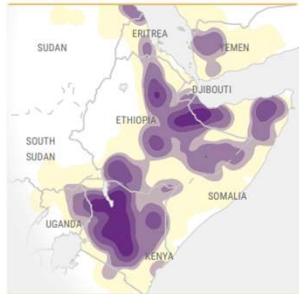 ERITREA
SUDAN
YEMEN
DJIBOUTI
ETHIOPIA
SOUTH
SUDAN
SOMALIA
UGANDA
KENYA